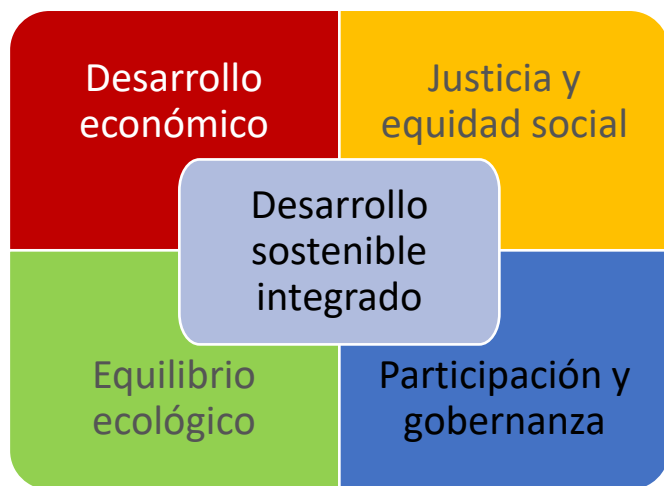 Desarrollo
económico
Justicia y
equidad social
Desarrollo
sostenible
integrado
Equilibrio
ecológico
Participación y
gobernanza